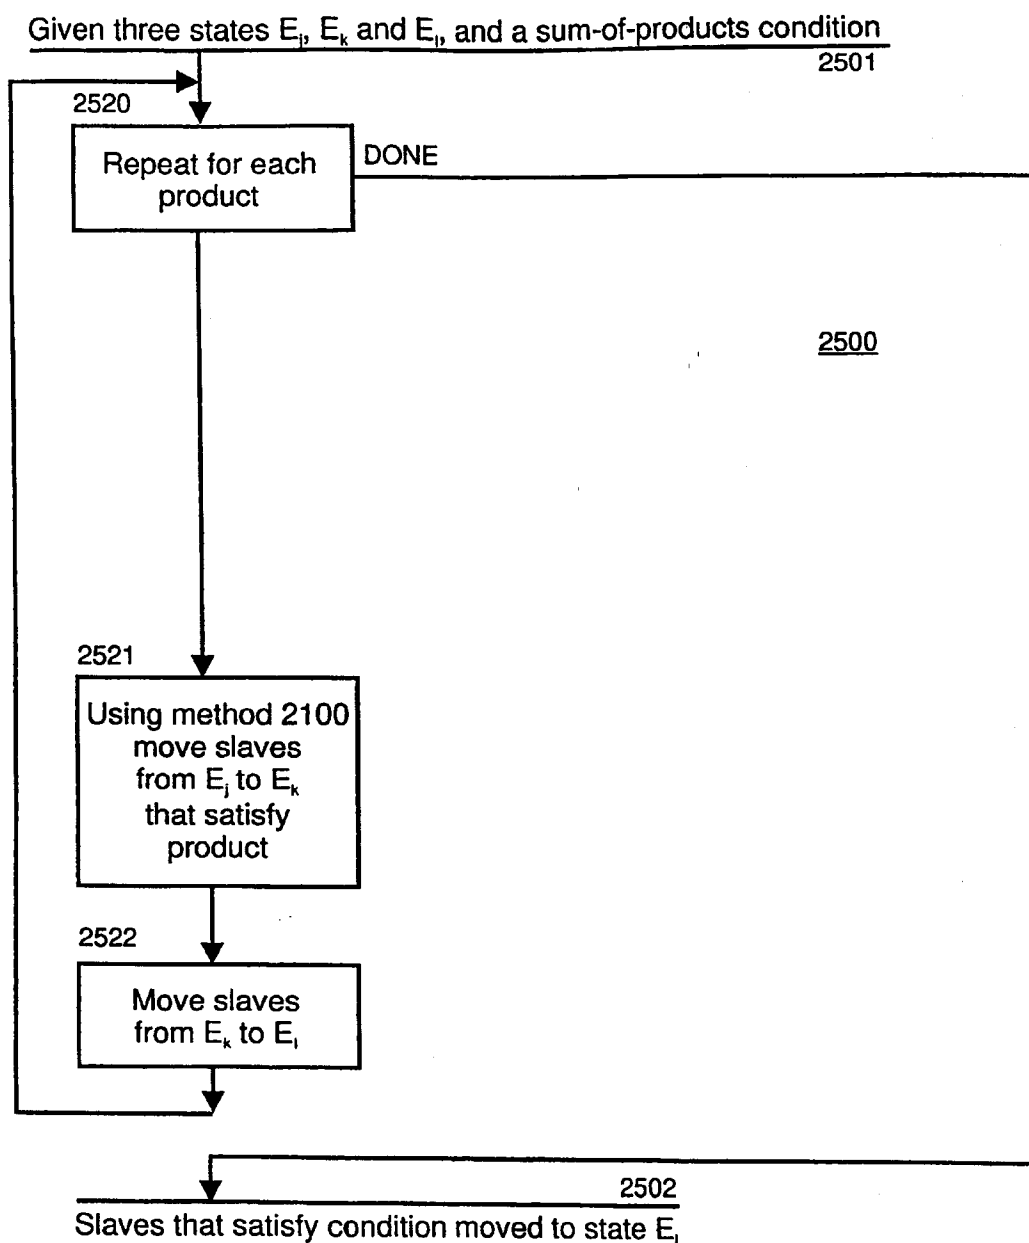 Given three states Eⱼ, Eₖ and Eₗ, and a sum-of-products condition
2501
2520
Repeat for each
product
DONE
2500
2521
Using method 2100
move slaves
from Eⱼ to Eₖ
that satisfy
product
2522
Move slaves
from Eₖ to Eₗ
2502
Slaves that satisfy condition moved to state Eₗ